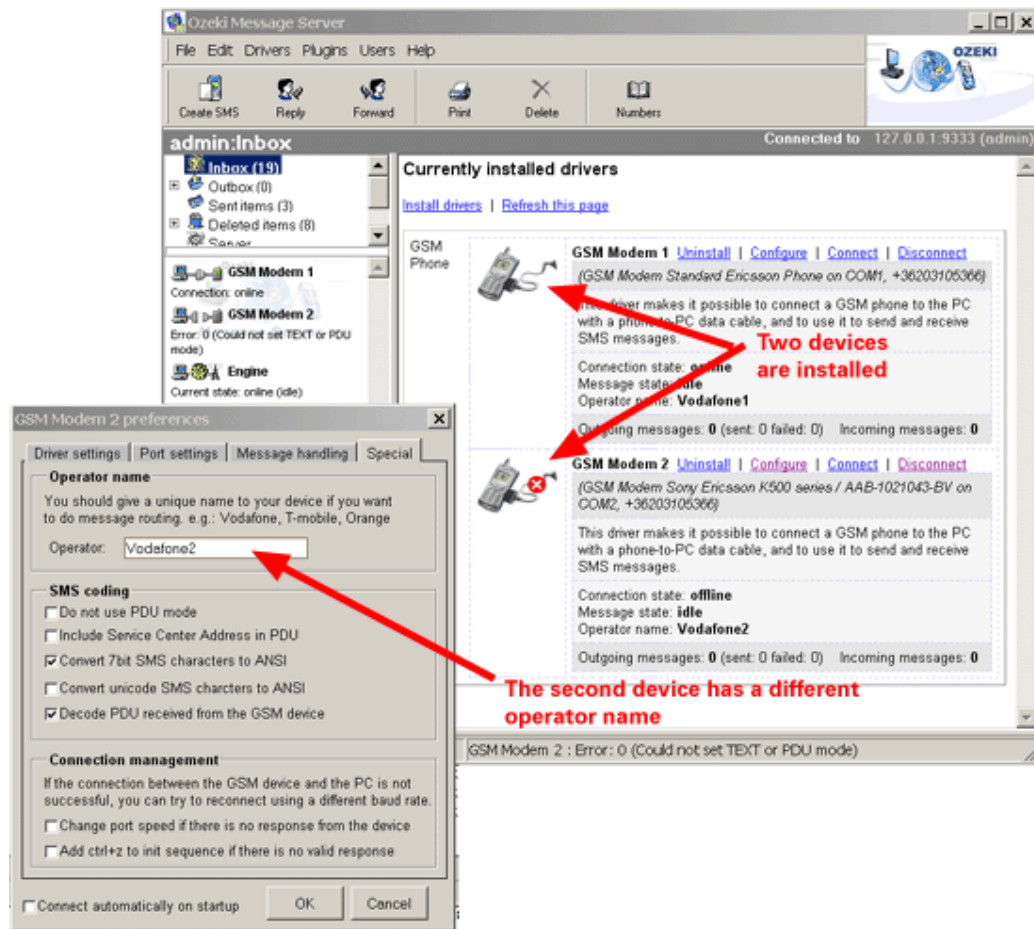 Ozeki Message Server
File Edit Drivers Plugins Users Help
OZEKI
Create SMS Reply Forward Print Delete Numbers
admin:Inbox
Connected to 127.0.0.1:9333 (admin)
Inbox (19)
Outbox (0)
Sent items (3)
Deleted items (8)
Server
GSM Modem 1
Connection: online
GSM Modem 2
Error: 0 (Could not set TEXT or PDU
mode)
Engine
Current state: online (idle)
Currently installed drivers
Install drivers | Refresh this page
GSM
Phone
GSM Modem 1 Uninstall | Configure | Connect | Disconnect
(GSM Modem Standard Ericsson Phone on COM1, +36203105366)
This driver makes it possible to connect a GSM phone to the PC
with a phone-to-PC data cable, and to use it to send and receive
SMS messages.
Connection state: online
Message state: idle
Operator name: Vodafone1
Outgoing messages: 0 (sent: 0 failed: 0) Incoming messages: 0
Two devices
are installed
GSM Modem 2 Uninstall | Configure | Connect | Disconnect
(GSM Modem Sony Ericsson K500 series / AAB-1021043-BV on
COM2, +36203105366)
This driver makes it possible to connect a GSM phone to the PC
with a phone-to-PC data cable, and to use it to send and receive
SMS messages.
Connection state: offline
Message state: idle
Operator name: Vodafone2
Outgoing messages: 0 (sent: 0 failed: 0) Incoming messages: 0
The second device has a different
operator name
GSM Modem 2 : Error: 0 (Could not set TEXT or PDU mode)
GSM Modem 2 preferences
Driver settings Port settings Message handling Special
Operator name
You should give a unique name to your device if you want
to do message routing. e.g.: Vodafone, T-mobile, Orange
Operator: Vodafone2
SMS coding
Do not use PDU mode
Include Service Center Address in PDU
Convert 7bit SMS characters to ANSI
Convert unicode SMS charcters to ANSI
Decode PDU received from the GSM device
Connection management
If the connection between the GSM device and the PC is not
successful, you can try to reconnect using a different baud rate.
Change port speed if there is no response from the device
Add ctrl+z to init sequence if there is no valid response
Connect automatically on startup OK Cancel